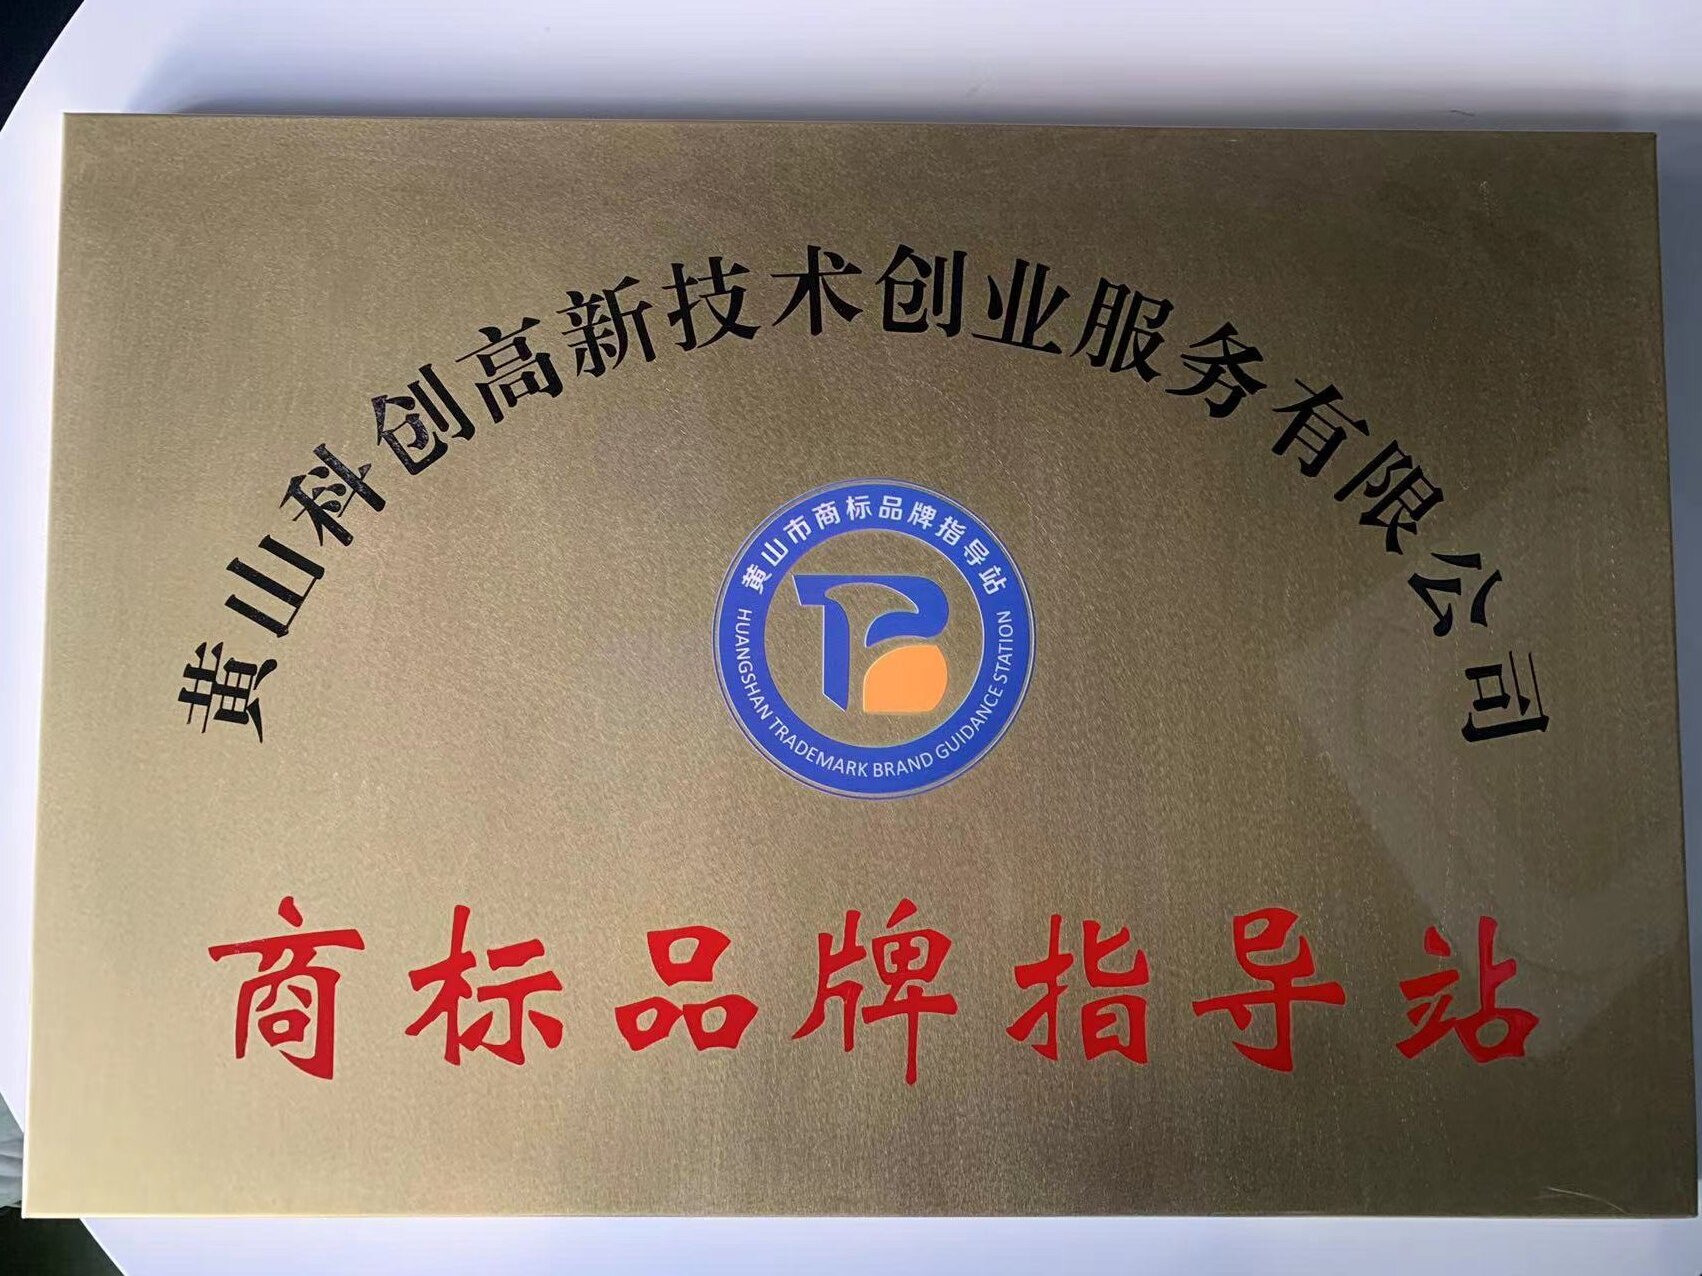 黄山科创高新技术创业服务有限公司
黄山市商标品牌指导站
HUANGSHAN TRADEMARK BRAND GUIDANCE STATION
商标品牌指导站